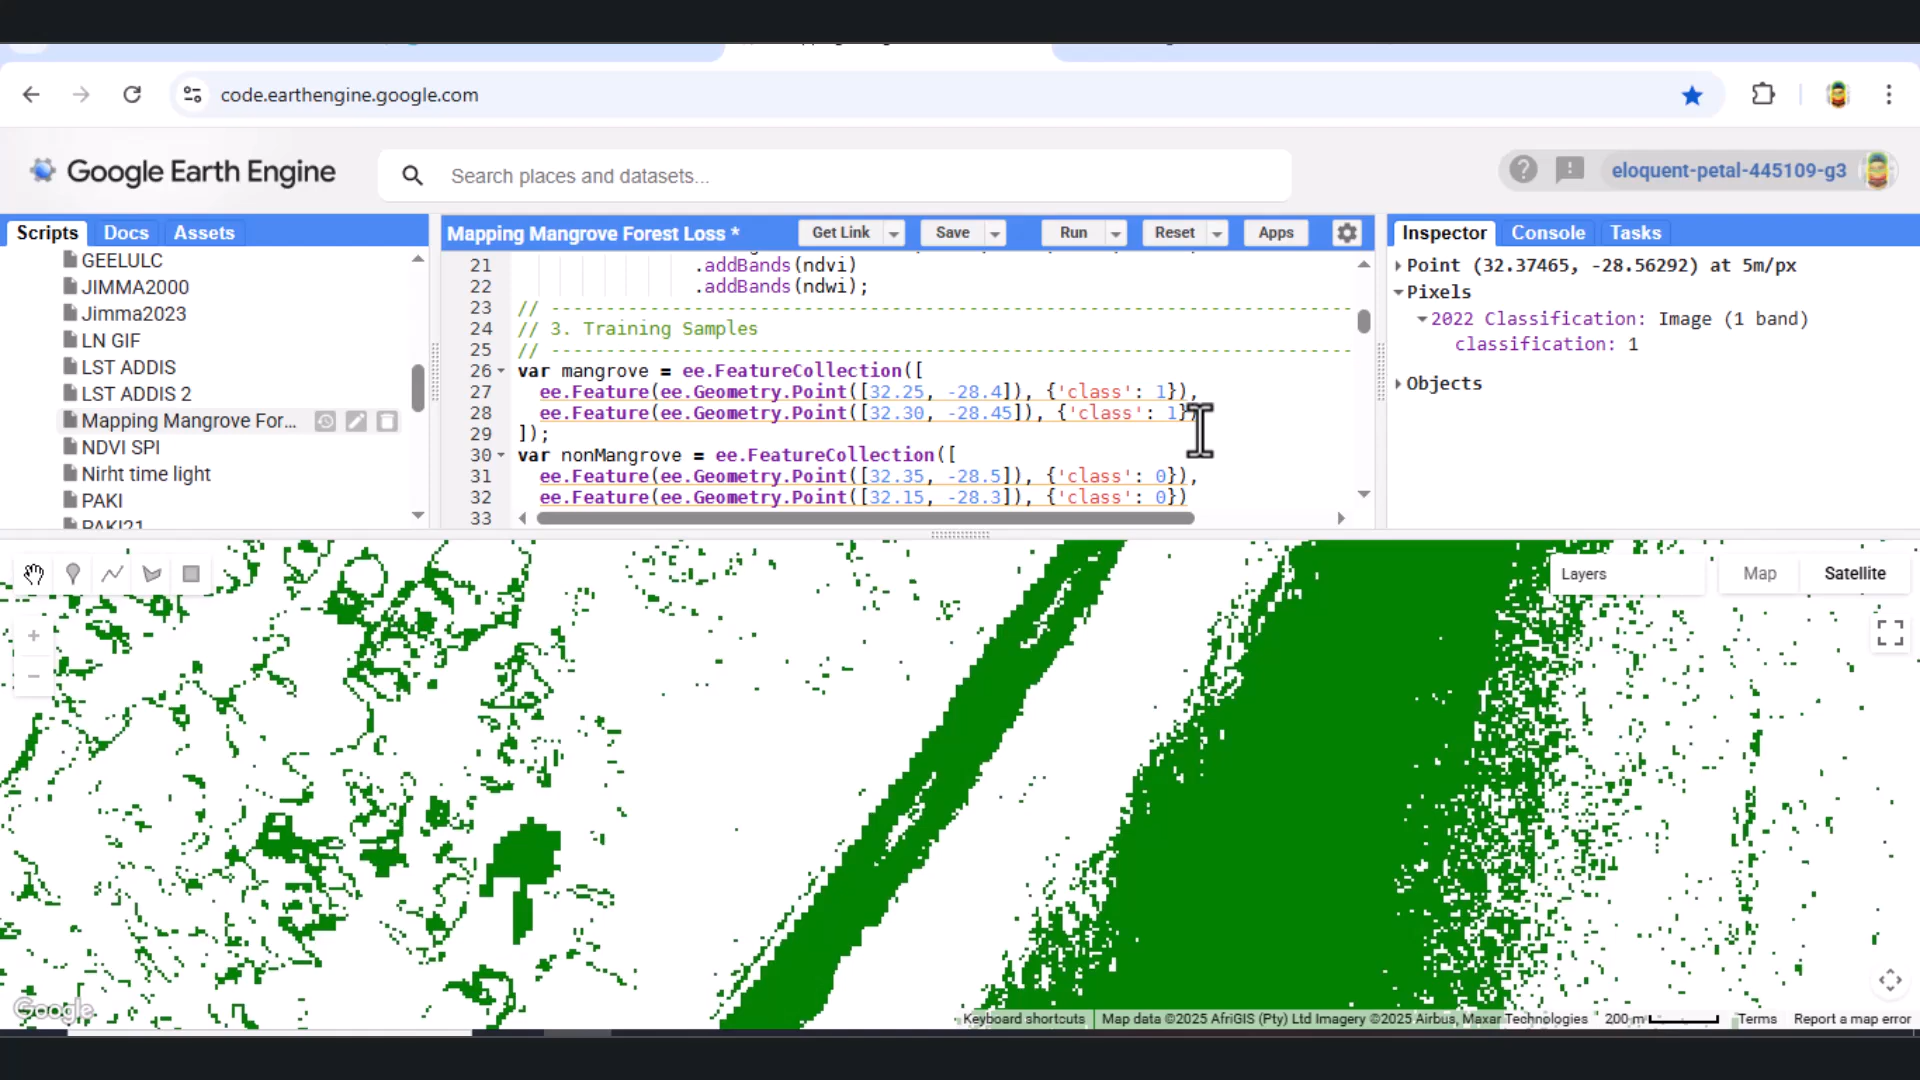 code.earthengine.google.com
Google Earth Engine
Search places and datasets...
eloquent-petal-445109-g3
Scripts
Docs
Assets
GEELULC
JIMMA2000
Jimma2023
LN GIF
LST ADDIS
LST ADDIS 2
Mapping Mangrove For...
NDVI SPI
Nirht time light
PAKI
PAKI21
Mapping Mangrove Forest Loss *
Get Link
Save
Run
Reset
Apps
21 .addBands(ndvi)
22 .addBands(ndwi);
23 // ---------------------------------------------------------------------------
24 // 3. Training Samples
25 // ---------------------------------------------------------------------------
26 var mangrove = ee.FeatureCollection([
27 ee.Feature(ee.Geometry.Point([32.25, -28.4]), {'class': 1}),
28 ee.Feature(ee.Geometry.Point([32.30, -28.45]), {'class': 1})
29 ]);
30 var nonMangrove = ee.FeatureCollection([
31 ee.Feature(ee.Geometry.Point([32.35, -28.5]), {'class': 0}),
32 ee.Feature(ee.Geometry.Point([32.15, -28.3]), {'class': 0})
33
Inspector
Console
Tasks
Point (32.37465, -28.56292) at 5m/px
Pixels
2022 Classification: Image (1 band)
classification: 1
Objects
Layers
Map
Satellite
Google
Keyboard shortcuts
Map data ©2025 AfriGIS (Pty) Ltd Imagery ©2025 Airbus, Maxar Technologies
200 m
Terms
Report a map error